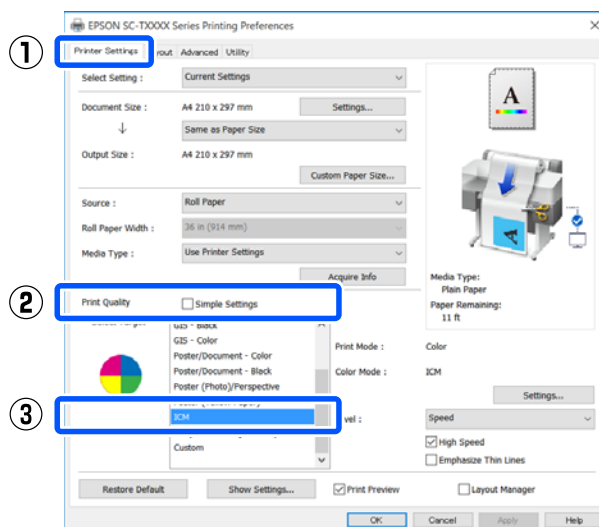 EPSON SC-TXXXX Series Printing Preferences
1
Printer Settings
Advanced Utility
Select Setting :
Current Settings
Document Size :
A4 210 x 297 mm
Settings...
Same as Paper Size
Output Size :
A4 210 x 297 mm
Custom Paper Size...
Source :
Roll Paper
Roll Paper Width :
36 in (914 mm)
Media Type :
Use Printer Settings
Acquire Info
A
Media Type:
Plain Paper
Paper Remaining:
11 ft
2
Print Quality
Simple Settings
GIS - Color
Poster/Document - Color
Poster/Document - Black
Poster (Photo)/Perspective
3
ICM
Custom
Print Mode :
Color
Color Mode :
ICM
Settings...
Speed
High Speed
Emphasize Thin Lines
Restore Default
Show Settings...
Print Preview
Layout Manager
OK
Cancel
Apply
Help